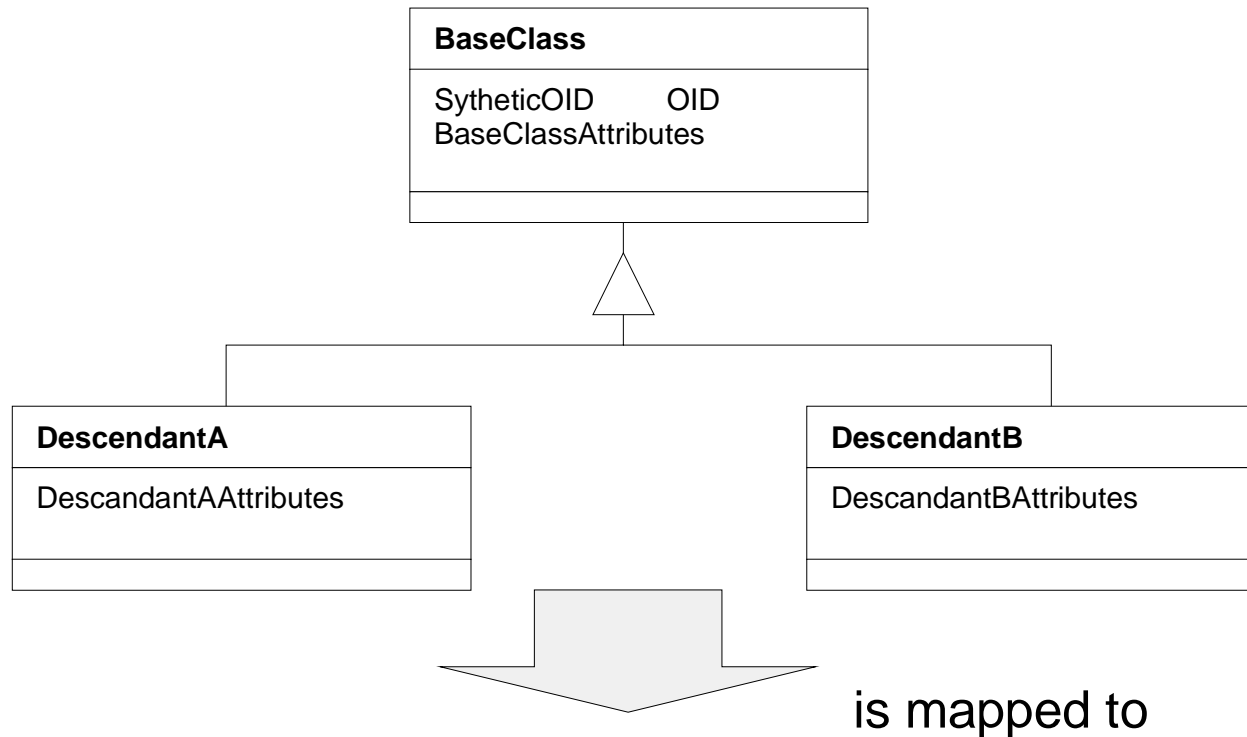 BaseClass
SytheticOID OID
BaseClassAttributes
DescendantA
DescandantAAttributes
DescendantB
DescandantBAttributes
is mapped to